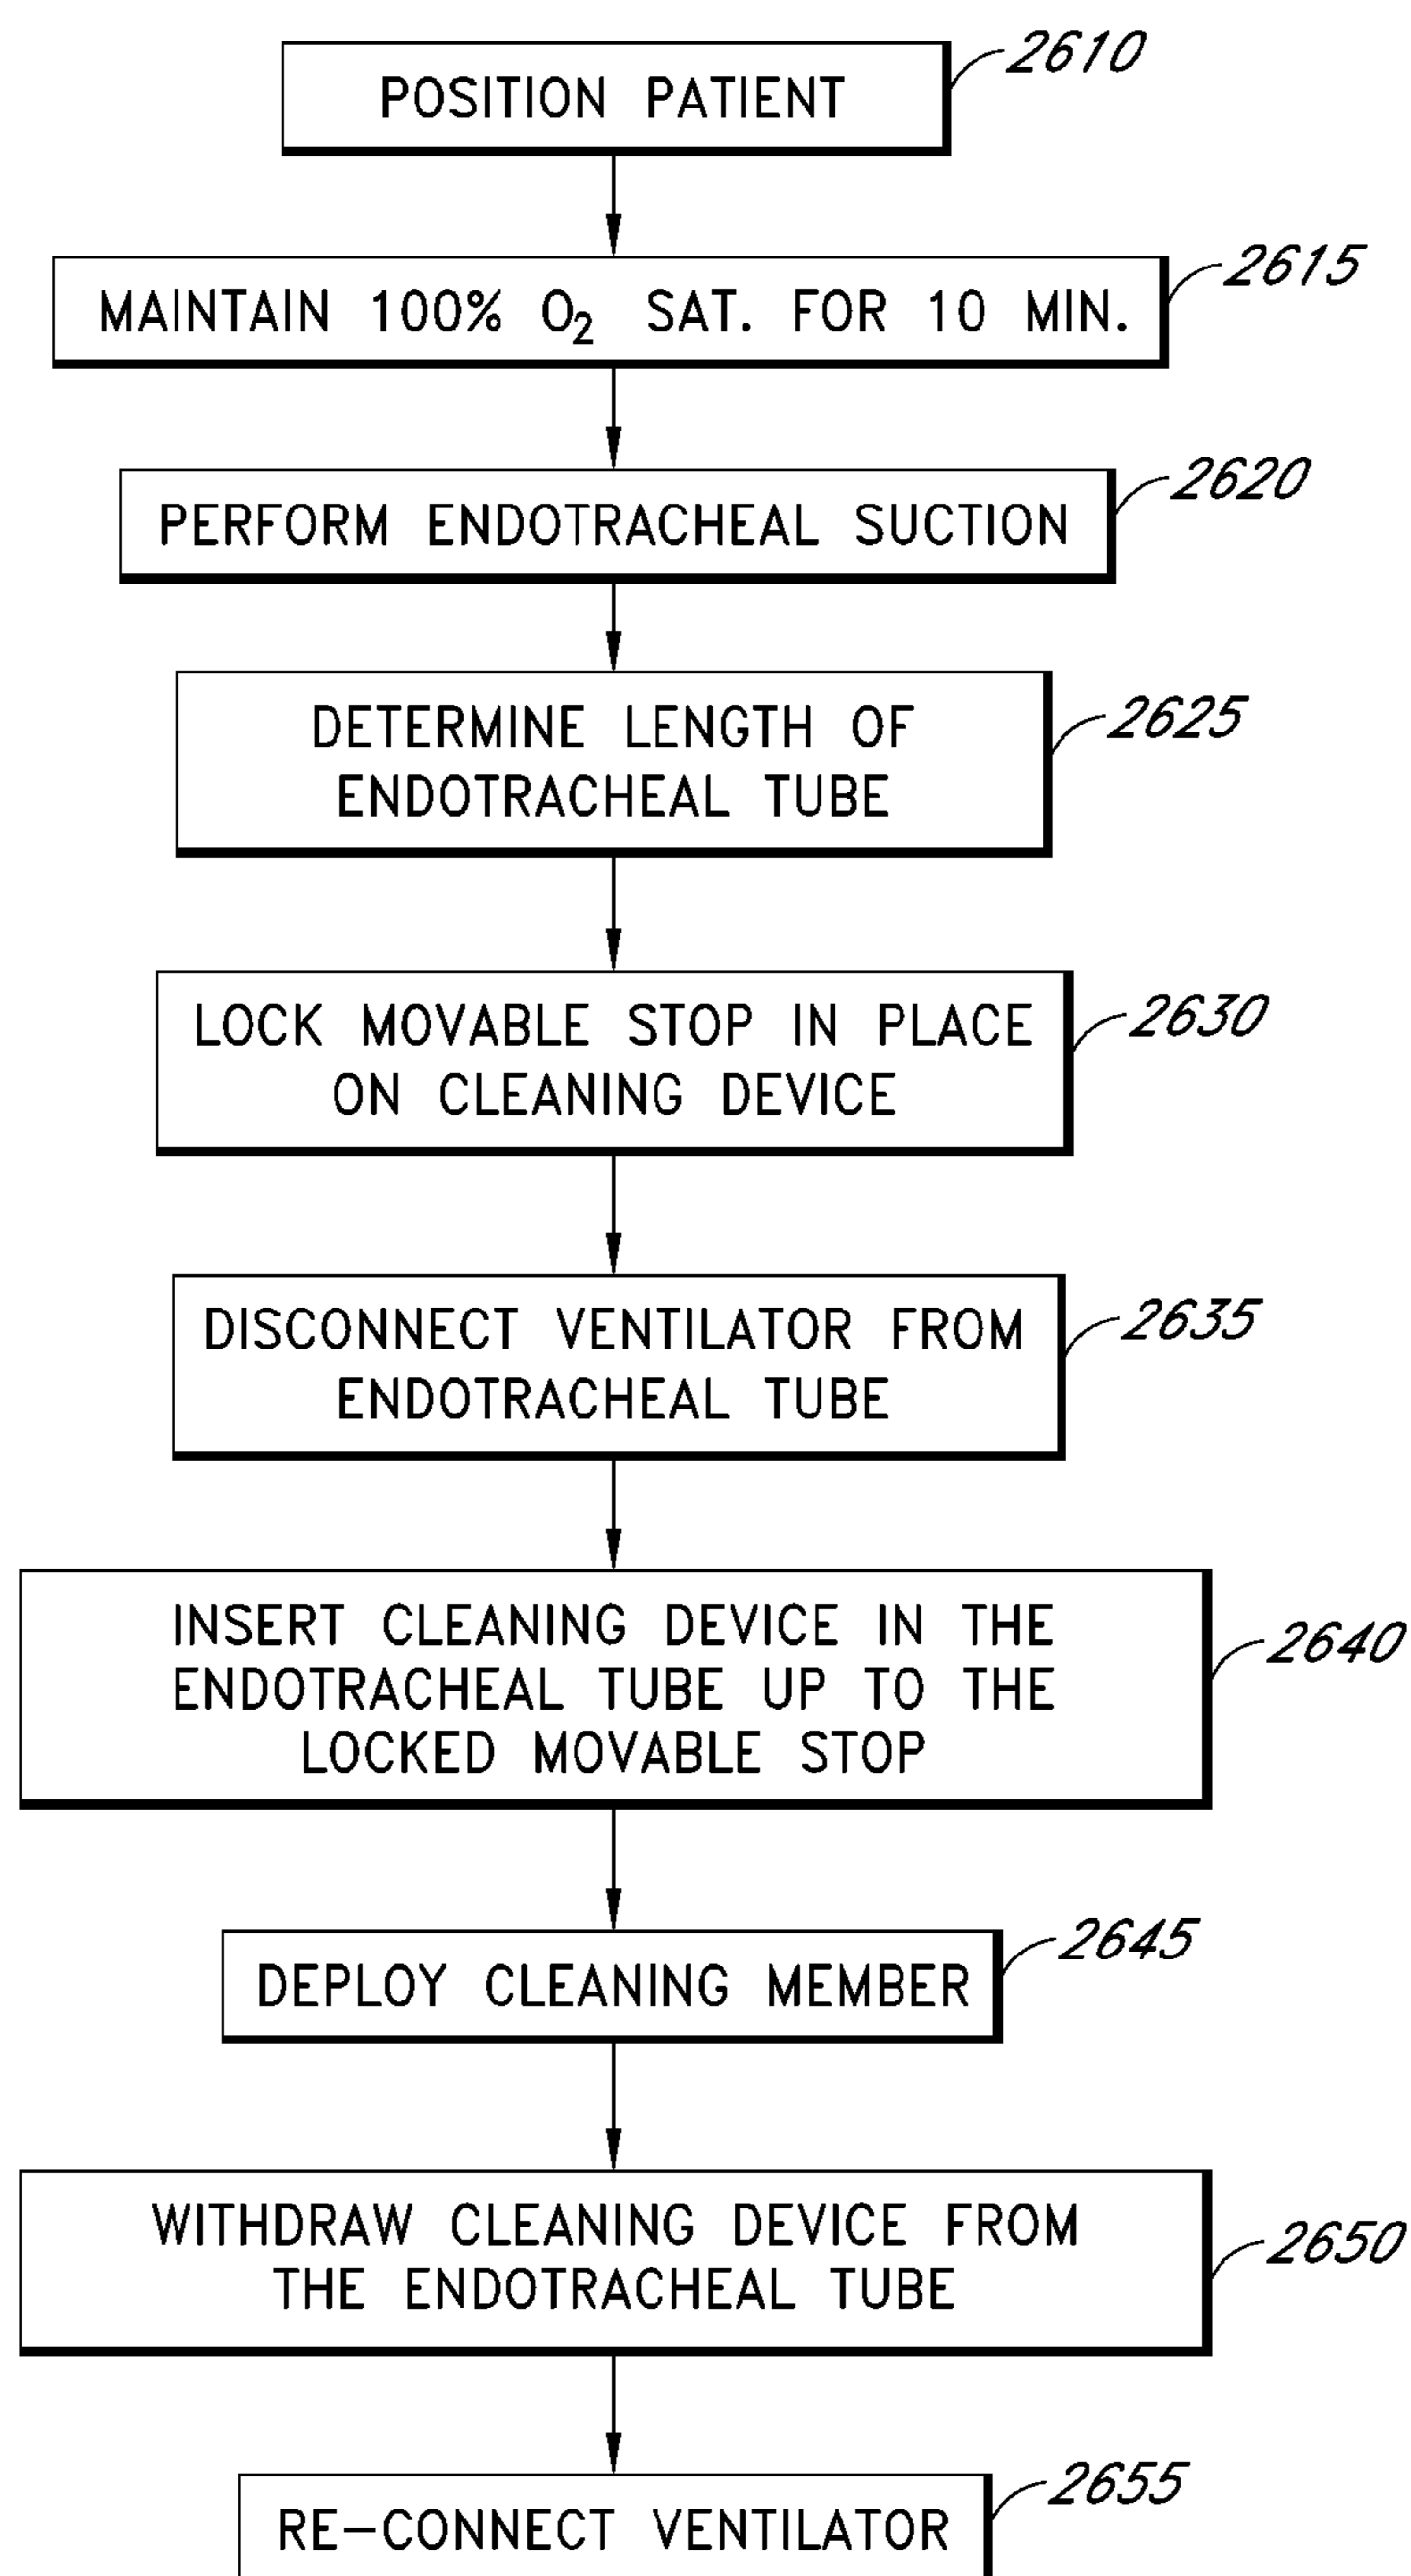 POSITION PATIENT
2610
MAINTAIN 100% O₂ SAT. FOR 10 MIN.
2615
PERFORM ENDOTRACHEAL SUCTION
2620
DETERMINE LENGTH OF
ENDOTRACHEAL TUBE
2625
LOCK MOVABLE STOP IN PLACE
ON CLEANING DEVICE
2630
DISCONNECT VENTILATOR FROM
ENDOTRACHEAL TUBE
2635
INSERT CLEANING DEVICE IN THE
ENDOTRACHEAL TUBE UP TO THE
LOCKED MOVABLE STOP
2640
DEPLOY CLEANING MEMBER
2645
WITHDRAW CLEANING DEVICE FROM
THE ENDOTRACHEAL TUBE
2650
RE-CONNECT VENTILATOR
2655